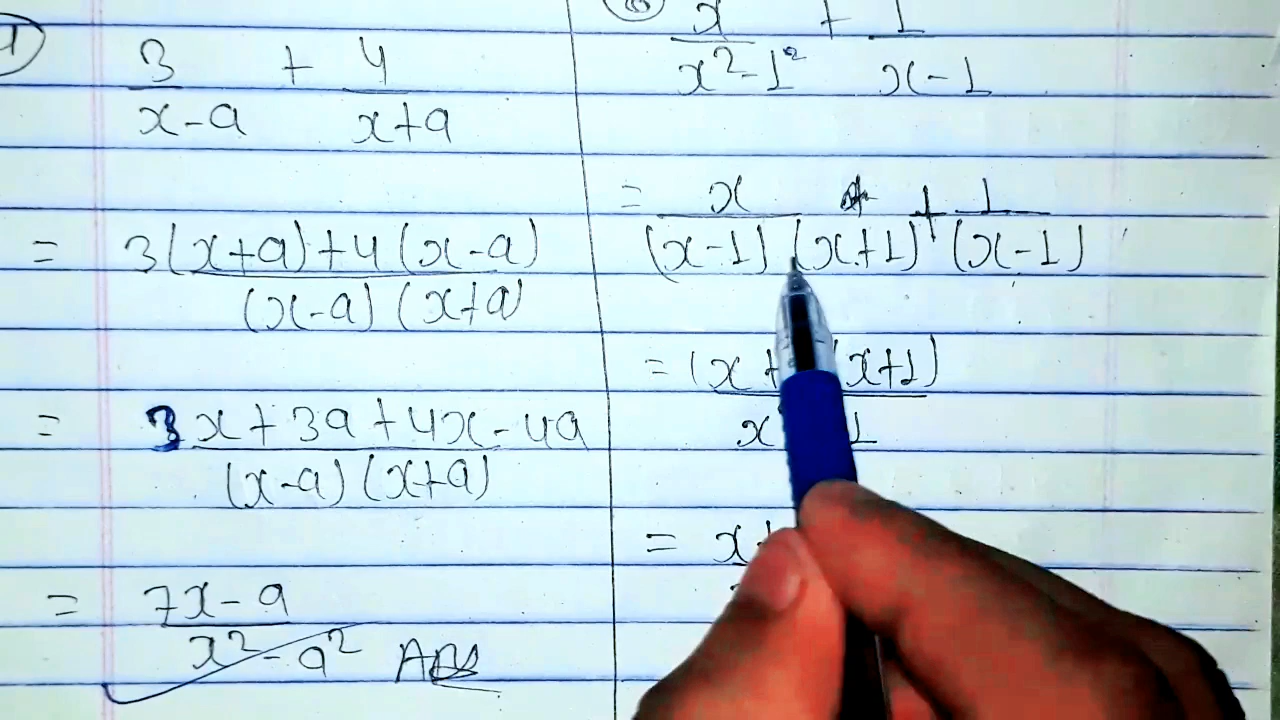 3/(x-a) + 4/(x+a)
= (3(x+a)+4(x-a))/((x-a)(x+a))
= (3x+3a+4x-4a)/((x-a)(x+a))
= (7x-a)/(x²-a²) Ans
x/(x²-1²) + 1/(x-1)
= x/((x-1)(x+1)) + 1/(x-1)
= (x+ (x+1))/(x 1)
= x+